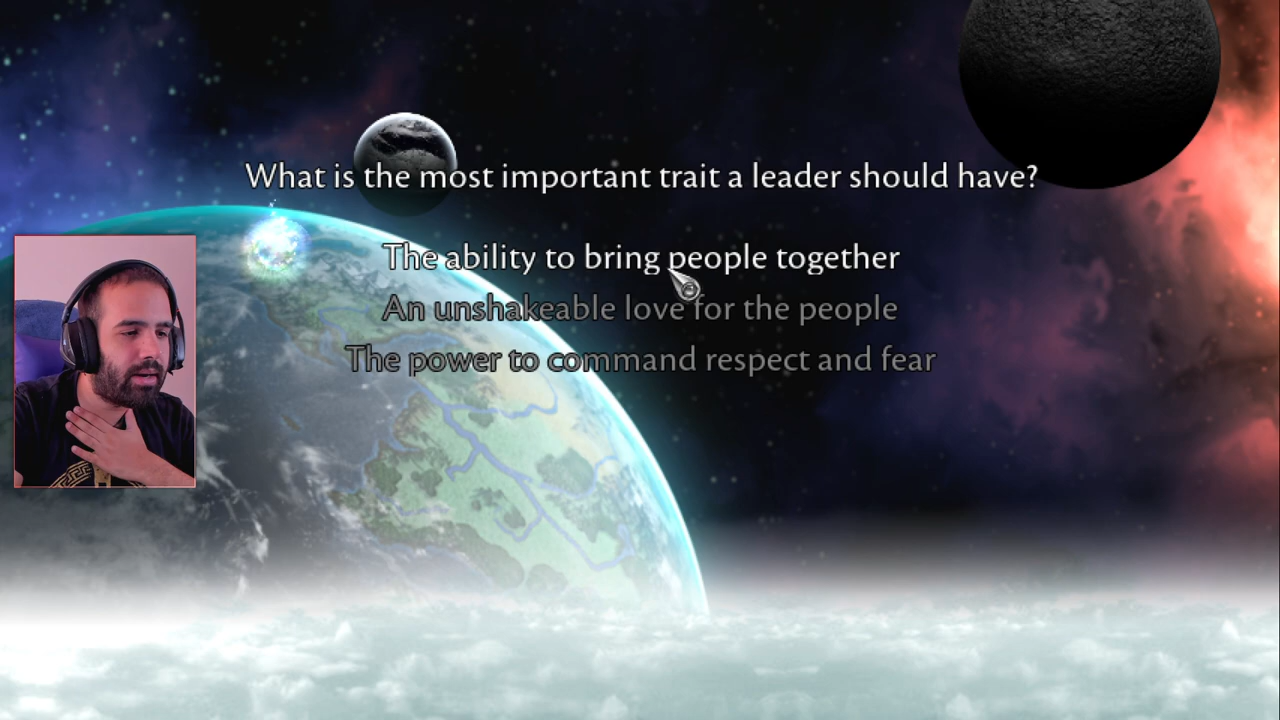 What is the most important trait a leader should have?
The ability to bring people together
An unshakeable love for the people
The power to command respect and fear